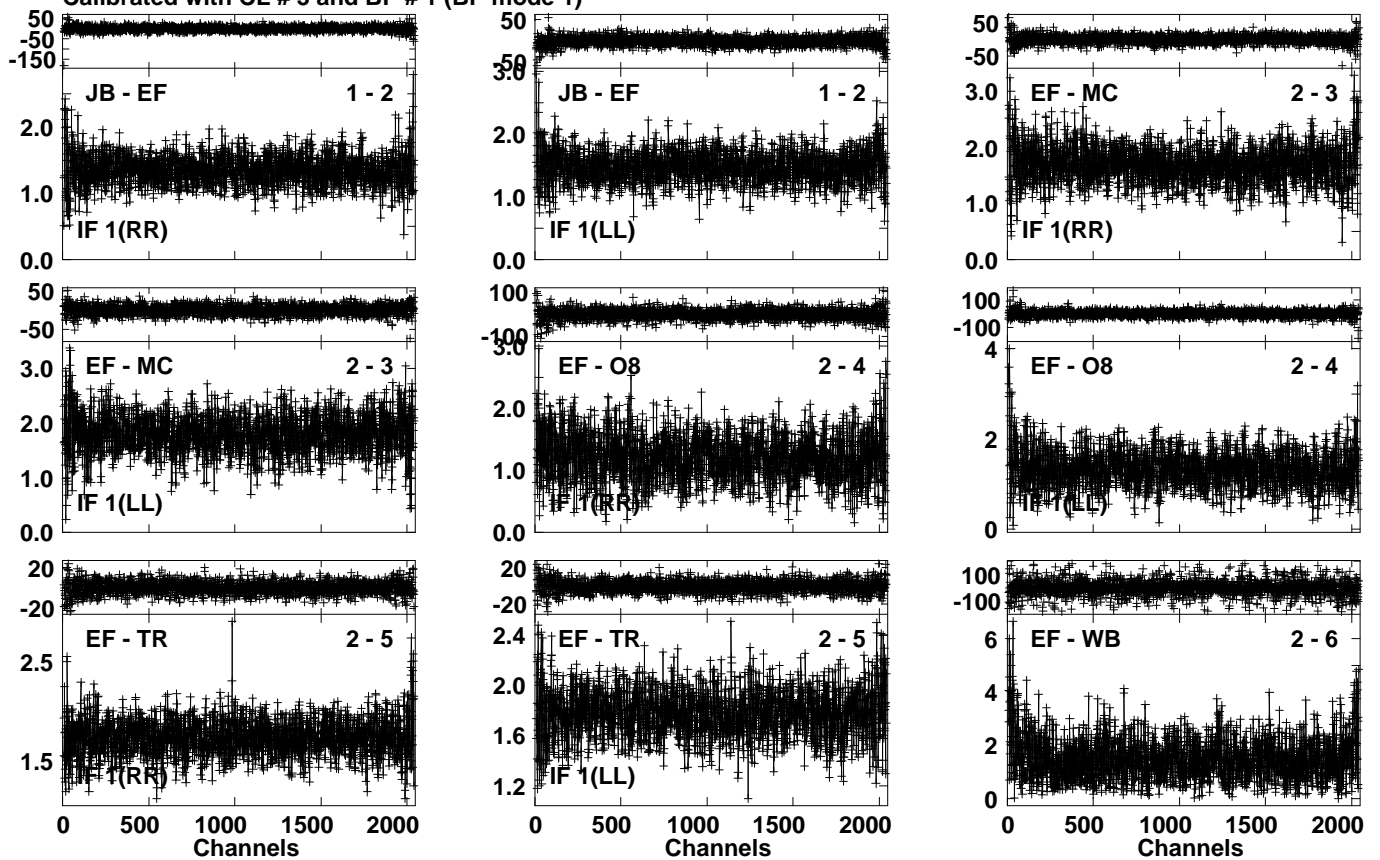 Calibrated with CL # 3 and BP # 1 (BP mode 1)
50
-50
-150
JB - EF 1 - 2
2.0
1.0
IF 1(RR)
0.0
50
-50
3.0
JB - EF 1 - 2
2.0
1.0
IF 1(LL)
0.0
50
-50
3.0
EF - MC 2 - 3
2.0
1.0
IF 1(RR)
0.0
50
-50
EF - MC 2 - 3
3.0
2.0
1.0
IF 1(LL)
0.0
100
-100
3.0
EF - O8 2 - 4
2.0
1.0
IF 1(RR)
0.0
100
-100
4
EF - O8 2 - 4
2
IF 1(LL)
0
20
-20
EF - TR 2 - 5
2.5
1.5
IF 1(RR)
0 500 1000 1500 2000
Channels
20
-20
2.4
EF - TR 2 - 5
2.0
1.6
IF 1(LL)
1.2
0 500 1000 1500 2000
Channels
100
-100
6
EF - WB 2 - 6
4
2
0
0 500 1000 1500 2000
Channels